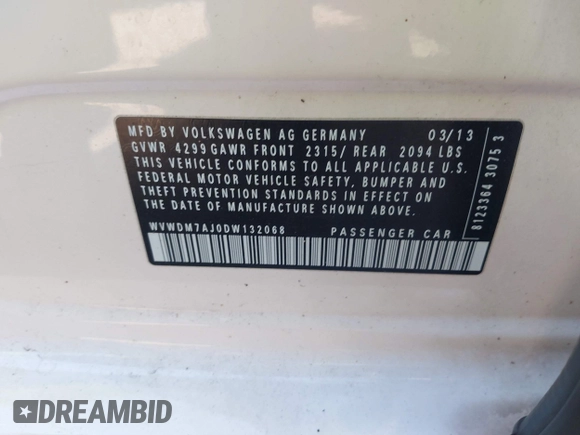 MFD BY VOLKSWAGEN AG GERMANY 03/13
GVWR 4299 GAWR FRONT 2315/ REAR 2094 LBS
THIS VEHICLE CONFORMS TO ALL APPLICABLE U.S.
FEDERAL MOTOR VEHICLE SAFETY, BUMPER AND
THEFT PREVENTION STANDARDS IN EFFECT ON
THE DATE OF MANUFACTURE SHOWN ABOVE.
WVWDM7AJ0DW132068 PASSENGER CAR
8123364 3075 3
DREAMBID